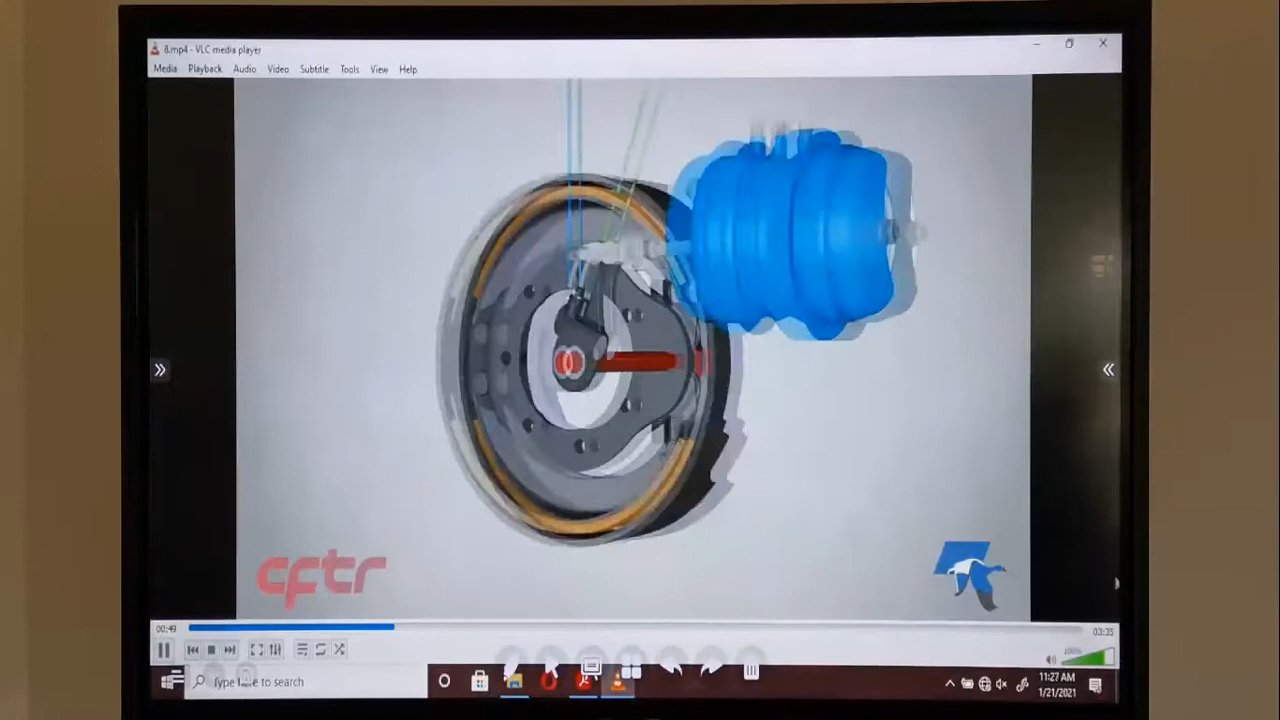 8.mp4 - VLC media player
Media Playback Audio Video Subtitle Tools View Help
cftr
00:49
03:35
100%
Type here to search
11:27 AM
1/21/2021